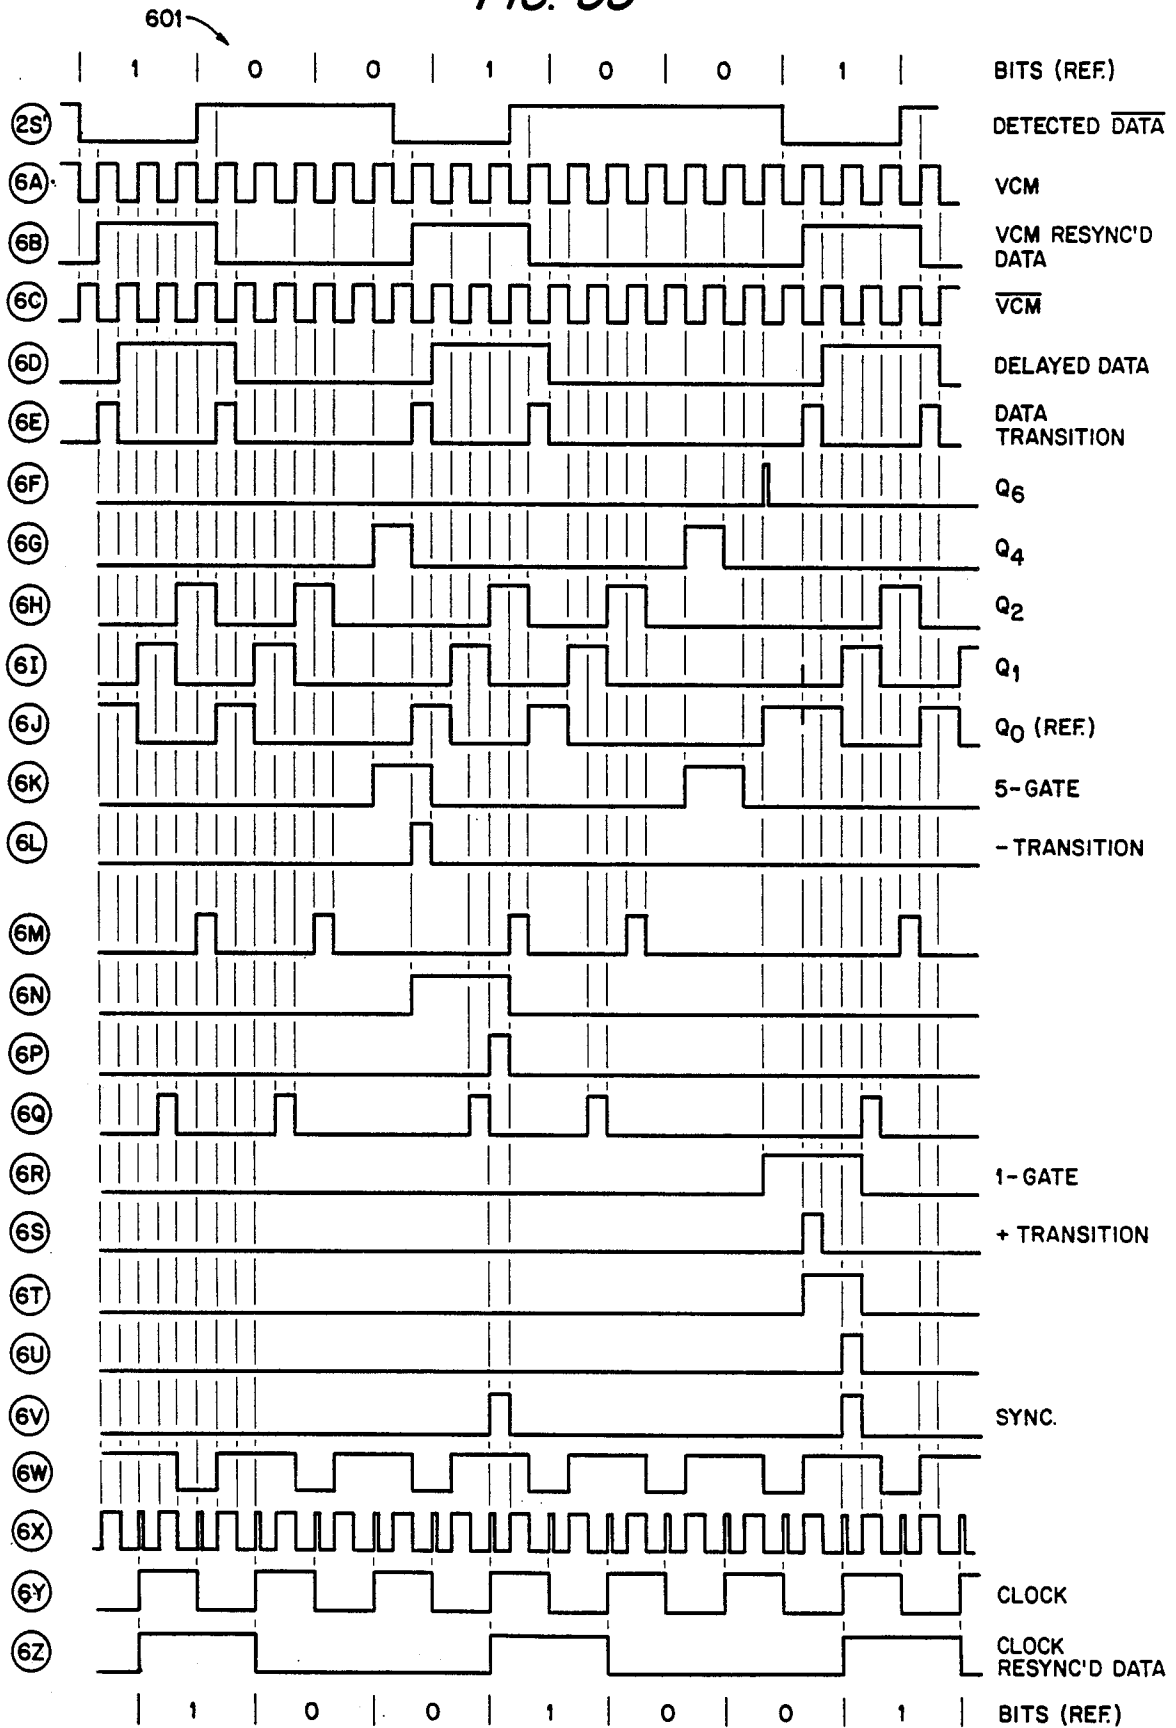 601
1 0 0 1 0 0 1 BITS (REF.)
2S' DETECTED DATA
6A VCM
6B VCM RESYNC'D
DATA
6C VCM
6D DELAYED DATA
6E DATA
TRANSITION
6F Q6
6G Q4
6H Q2
6I Q1
6J Q0 (REF.)
6K 5-GATE
6L - TRANSITION
6M
6N
6P
6Q
6R 1-GATE
6S + TRANSITION
6T
6U
6V SYNC.
6W
6X
6Y CLOCK
6Z CLOCK
RESYNC'D DATA
1 0 0 1 0 0 1 BITS (REF.)